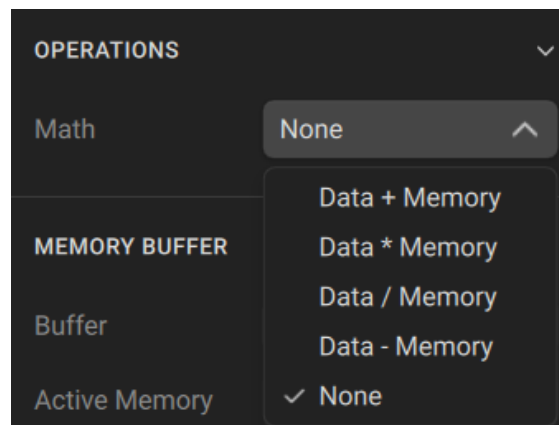 OPERATIONS
Math None
Data + Memory
MEMORY BUFFER Data * Memory
Data / Memory
Buffer
Data - Memory
Active Memory None